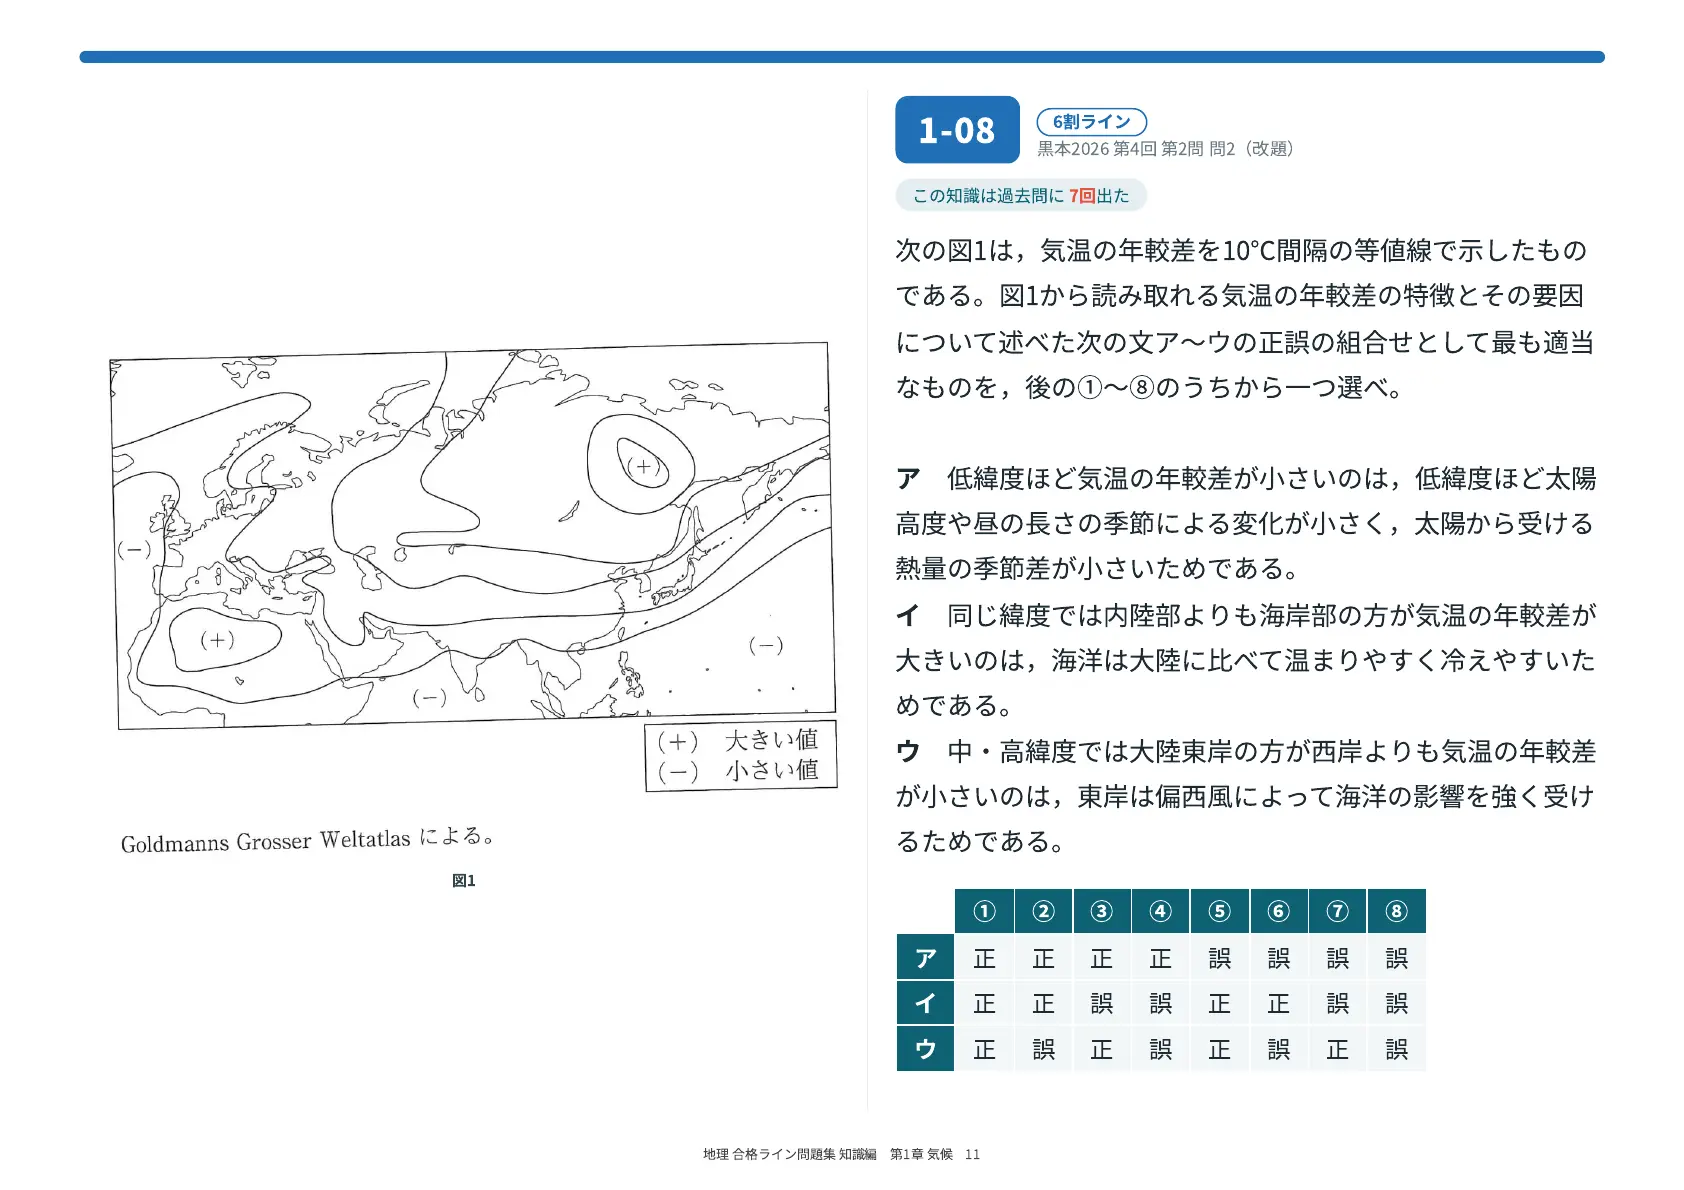 1-08
6割ライン
黒本2026 第4回 第2問 問2（改題）
この知識は過去問に 7回出た
次の図1は，気温の年較差を10℃間隔の等値線で示したもの
である。図1から読み取れる気温の年較差の特徴とその要因
について述べた次の文ア～ウの正誤の組合せとして最も適当
なものを，後の①～⑧のうちから一つ選べ。
ア　低緯度ほど気温の年較差が小さいのは，低緯度ほど太陽
高度や昼の長さの季節による変化が小さく，太陽から受ける
熱量の季節差が小さいためである。
イ　同じ緯度では内陸部よりも海岸部の方が気温の年較差が
大きいのは，海洋は大陸に比べて温まりやすく冷えやすいた
めである。
ウ　中・高緯度では大陸東岸の方が西岸よりも気温の年較差
が小さいのは，東岸は偏西風によって海洋の影響を強く受け
るためである。
① ② ③ ④ ⑤ ⑥ ⑦ ⑧
ア 正 正 正 正 誤 誤 誤 誤
イ 正 正 誤 誤 正 正 誤 誤
ウ 正 誤 正 誤 正 誤 正 誤
(+)
(−)
(+)
(−)
(−)
(+) 大きい値
(−) 小さい値
Goldmanns Grosser Weltatlas による。
図1
地理 合格ライン問題集 知識編　第1章 気候　11